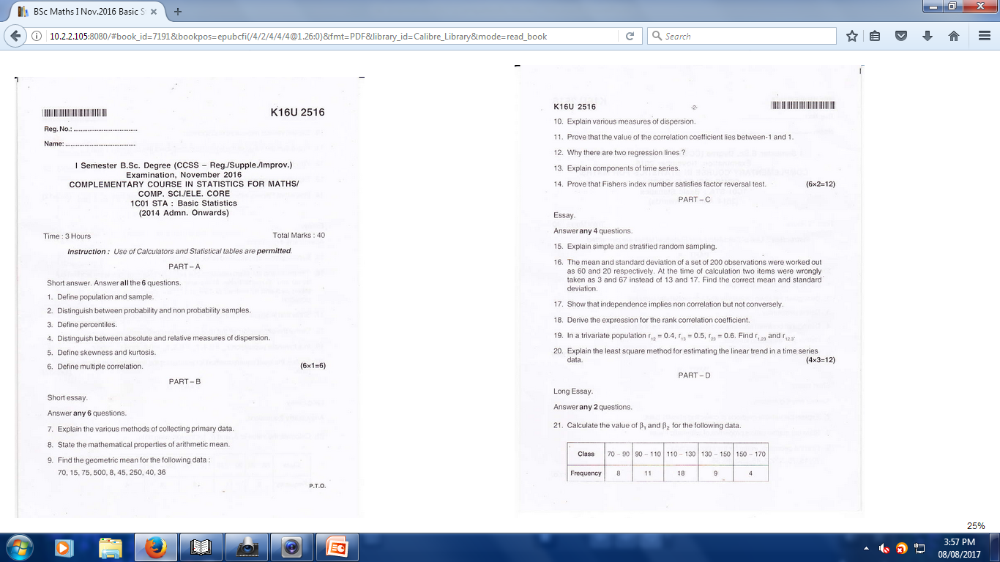 BSc Maths I Nov.2016 Basic S
10.2.2.105:8080/#book_id=7191&bookpos=epubcfi(/4/2/4/4/4@1.26:0)&fmt=PDF&library_id=Calibre_Library&mode=read_book
Search
K16U 2516
Reg. No.: ..................................
Name: .....................................
I Semester B.Sc. Degree (CCSS – Reg./Supple./Improv.)
Examination, November 2016
COMPLEMENTARY COURSE IN STATISTICS FOR MATHS/
COMP. SCI./ELE. CORE
1C01 STA : Basic Statistics
(2014 Admn. Onwards)
Time : 3 Hours Total Marks : 40
Instruction : Use of Calculators and Statistical tables are permitted.
PART – A
Short answer. Answer all the 6 questions.
1. Define population and sample.
2. Distinguish between probability and non probability samples.
3. Define percentiles.
4. Distinguish between absolute and relative measures of dispersion.
5. Define skewness and kurtosis.
6. Define multiple correlation. (6×1=6)
PART – B
Short essay.
Answer any 6 questions.
7. Explain the various methods of collecting primary data.
8. State the mathematical properties of arithmetic mean.
9. Find the geometric mean for the following data :
70, 15, 75, 500, 8, 45, 250, 40, 36
P.T.O.
K16U 2516 -2-
10. Explain various measures of dispersion.
11. Prove that the value of the correlation coefficient lies between-1 and 1.
12. Why there are two regression lines ?
13. Explain components of time series.
14. Prove that Fishers index number satisfies factor reversal test. (6×2=12)
PART – C
Essay.
Answer any 4 questions.
15. Explain simple and stratified random sampling.
16. The mean and standard deviation of a set of 200 observations were worked out
as 60 and 20 respectively. At the time of calculation two items were wrongly
taken as 3 and 67 instead of 13 and 17. Find the correct mean and standard
deviation.
17. Show that independence implies non correlation but not conversely.
18. Derive the expression for the rank correlation coefficient.
19. In a trivariate population r₁₂ = 0.4, r₁₃ = 0.5, r₂₃ = 0.6. Find r₁.₂₃ and r₁₂.₃.
20. Explain the least square method for estimating the linear trend in a time series
data. (4×3=12)
PART – D
Long Essay.
Answer any 2 questions.
21. Calculate the value of β₁ and β₂ for the following data.
Class 70 – 90 90 – 110 110 – 130 130 – 150 150 – 170
Frequency 8 11 18 9 4
25%
3:57 PM
08/08/2017